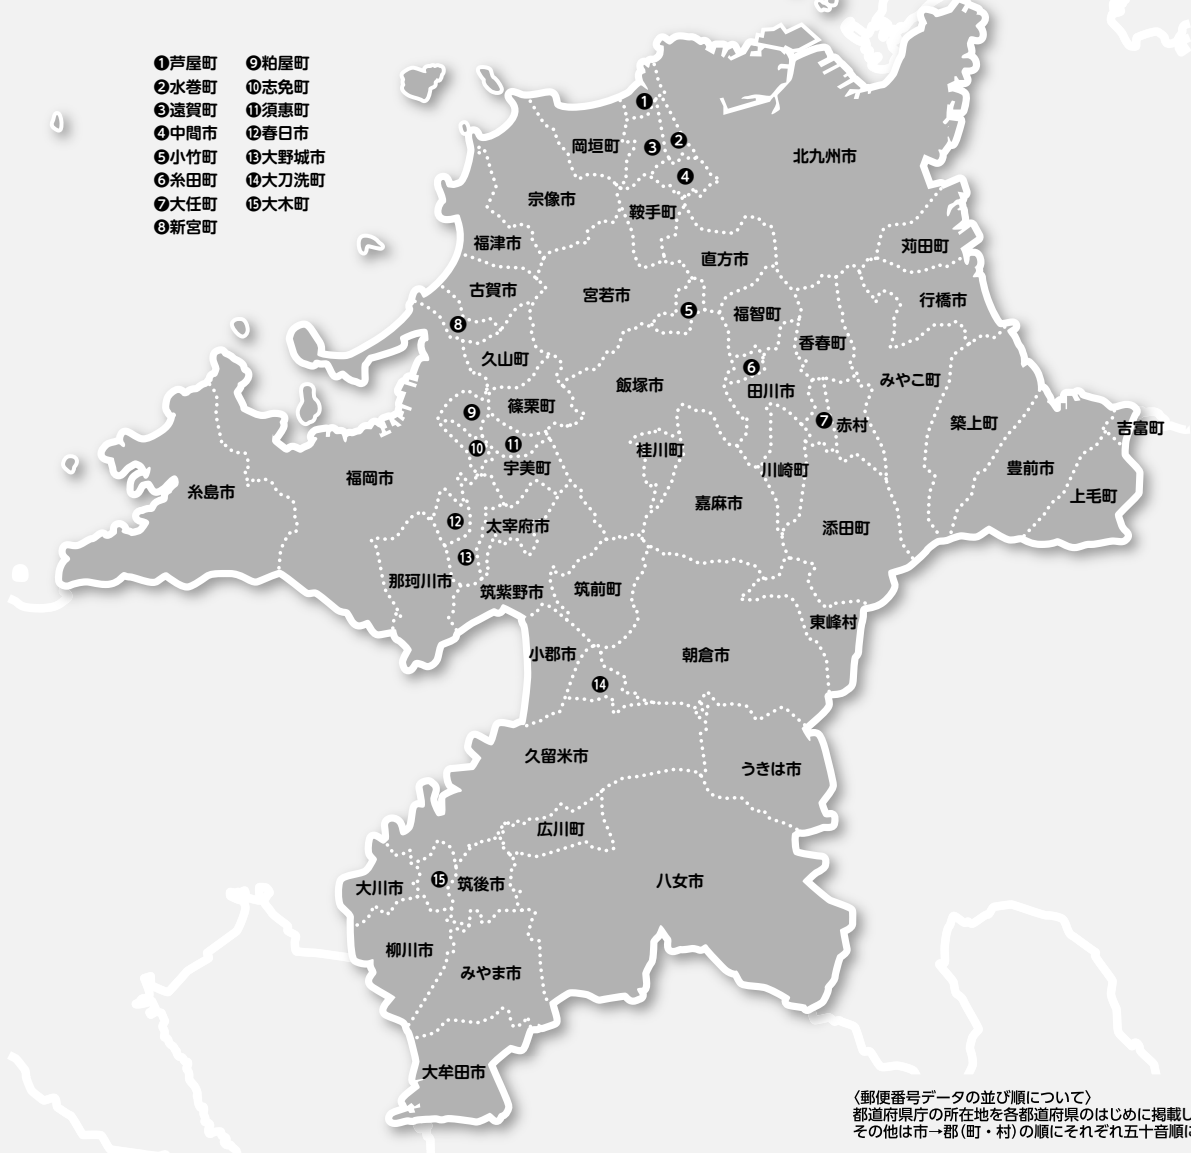 ❶芦屋町
❷水巻町
❸遠賀町
❹中間市
❺小竹町
❻糸田町
❼大任町
❽新宮町
❾粕屋町
❿志免町
⓫須惠町
⓬春日市
⓭大野城市
⓮大刀洗町
⓯大木町
❶
岡垣町
❸
❷
北九州市
❹
宗像市
鞍手町
福津市
苅田町
直方市
古賀市
宮若市
行橋市
❺
福智町
❽
香春町
久山町
❻
飯塚市
みやこ町
田川市
篠栗町
❾
❼
赤村
築上町
吉富町
❿
⓫
桂川町
宇美町
川崎町
豊前市
福岡市
糸島市
上毛町
嘉麻市
⓬
太宰府市
添田町
⓭
那珂川市
筑紫野市
筑前町
東峰村
小郡市
朝倉市
⓮
久留米市
うきは市
広川町
大川市
⓯
筑後市
八女市
柳川市
みやま市
大牟田市
〈郵便番号データの並び順について〉
都道府県庁の所在地を各都道府県のはじめに掲載し
その他は市→郡（町・村）の順にそれぞれ五十音順に